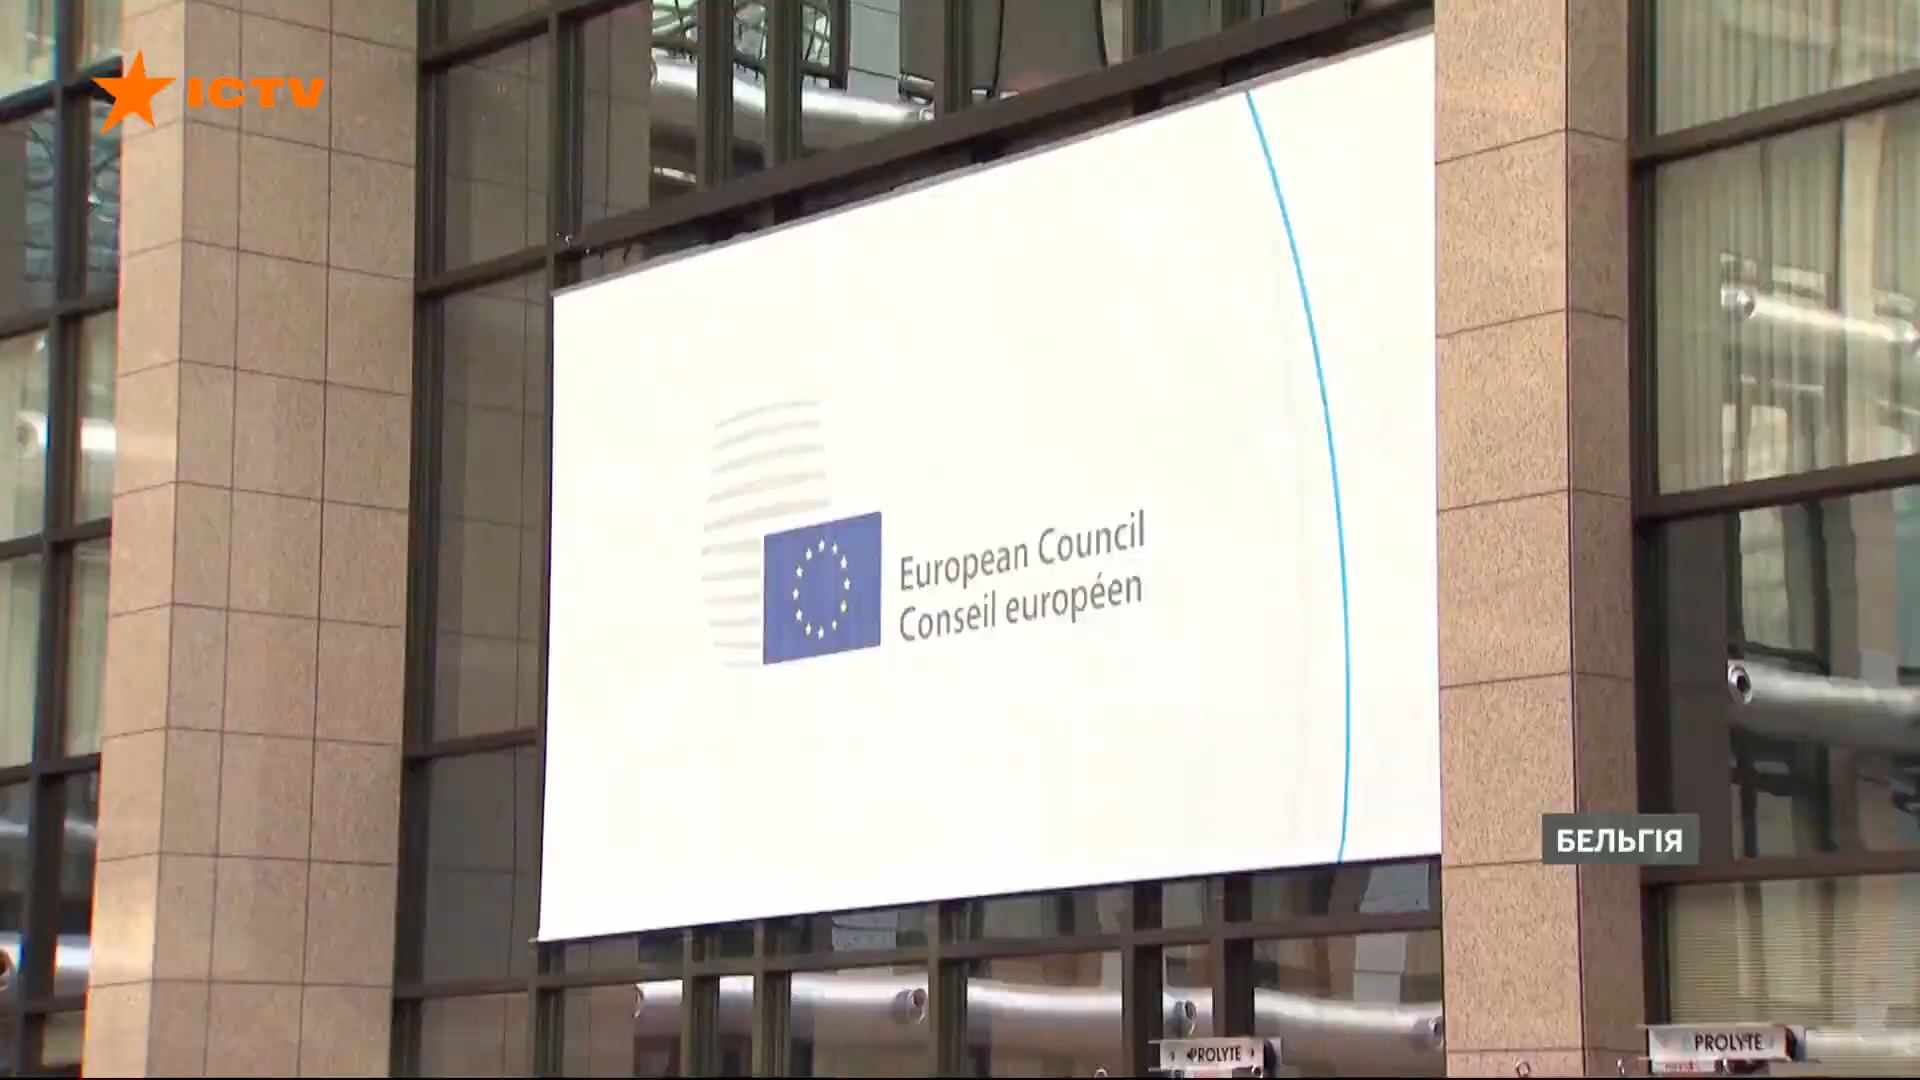 ICTV
European Council
Conseil européen
БЕЛЬГІЯ
PROLYTE
PROLYTE